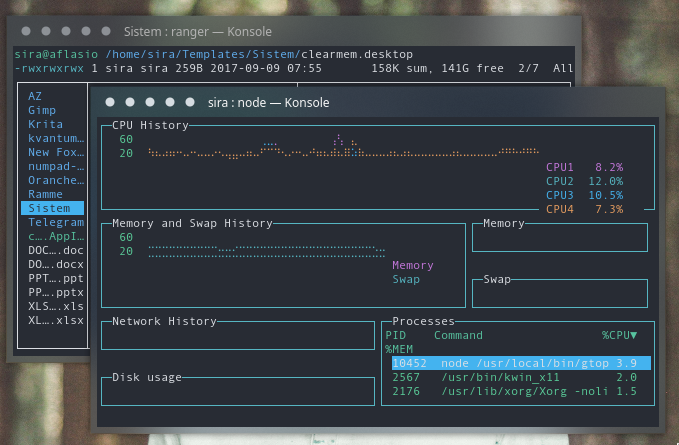 Sistem : ranger — Konsole
sira@aflasio /home/sira/Templates/Sistem/clearmem.desktop
-rwxrwxrwx 1 sira sira 259B 2017-09-09 07:55 158K sum, 141G free 2/7 All
AZ
Gimp
Krita
kvantum…
New Fox…
numpad-…
Oranche…
Ramme
Sistem
Telegram
c….AppI…
DOC….doc
DO….docx
PPT….ppt
PP….pptx
XLS….xls
XL….xlsx
sira : node — Konsole
CPU History
60
20
CPU1 8.2%
CPU2 12.0%
CPU3 10.5%
CPU4 7.3%
Memory and Swap History
60
20
Memory
Swap
Memory
Swap
Network History
Disk usage
Processes
PID Command %CPU▼
%MEM
10452 node /usr/local/bin/gtop 3.9
2567 /usr/bin/kwin_x11 2.0
2176 /usr/lib/xorg/Xorg -noli 1.5